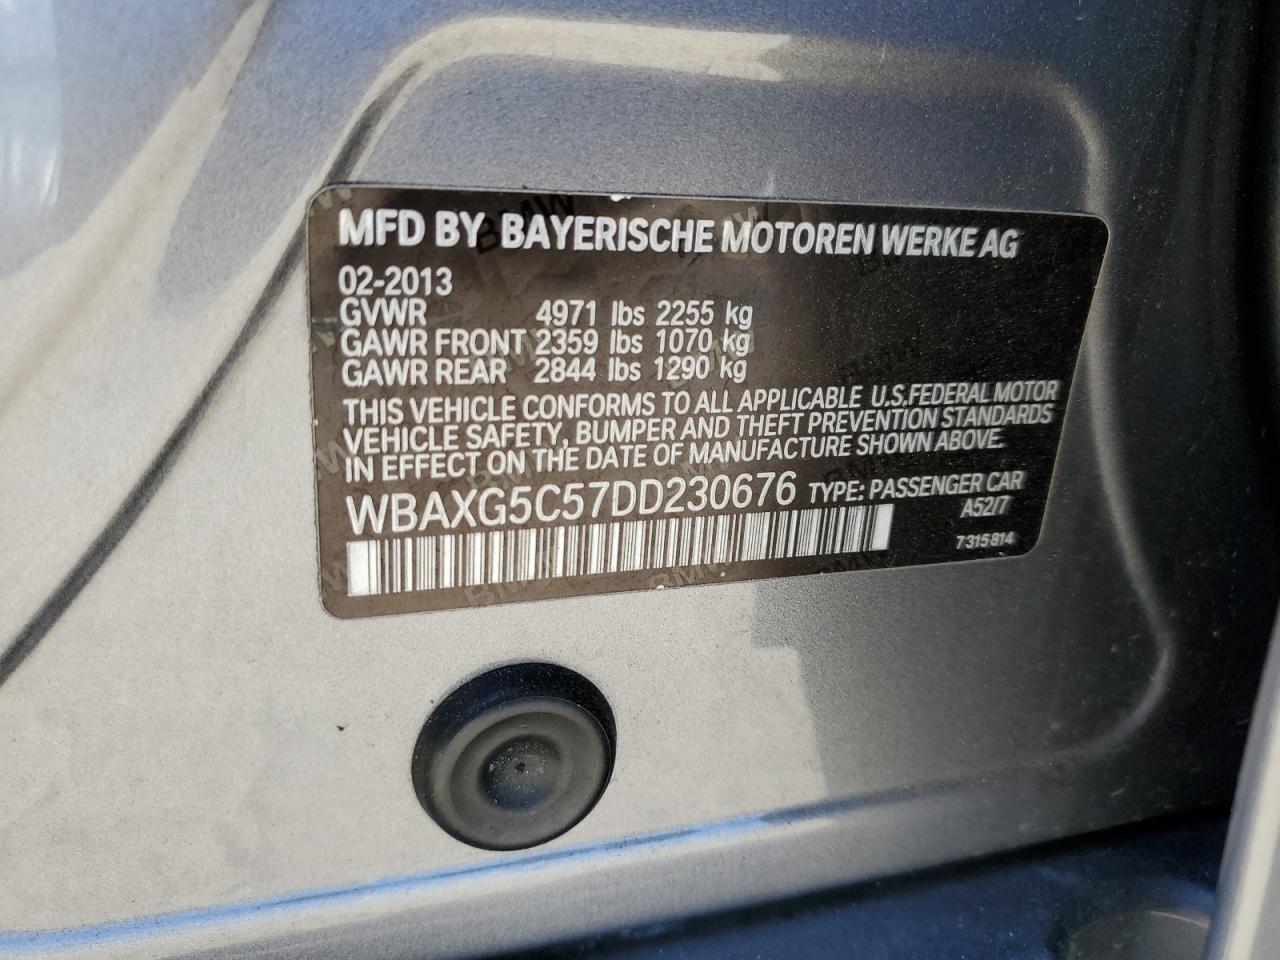 MFD BY BAYERISCHE MOTOREN WERKE AG
02-2013
GVWR 4971 lbs 2255 kg
GAWR FRONT 2359 lbs 1070 kg
GAWR REAR 2844 lbs 1290 kg
THIS VEHICLE CONFORMS TO ALL APPLICABLE U.S.FEDERAL MOTOR
VEHICLE SAFETY, BUMPER AND THEFT PREVENTION STANDARDS
IN EFFECT ON THE DATE OF MANUFACTURE SHOWN ABOVE.
WBAXG5C57DD230676 TYPE: PASSENGER CAR
A52/7
7 315 814